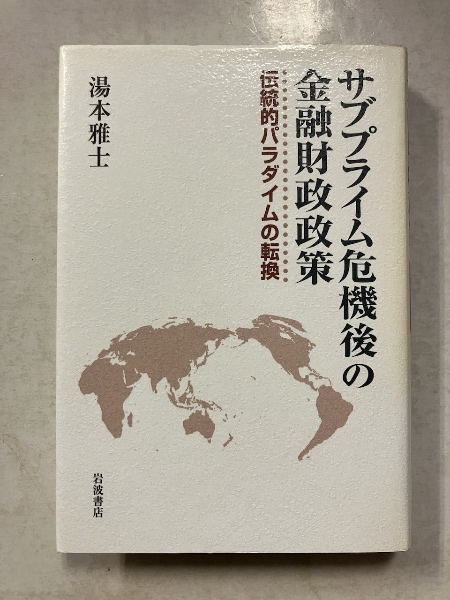 サブプライム危機後の
金融財政政策
伝統的パラダイムの転換
湯本雅士
岩波書店